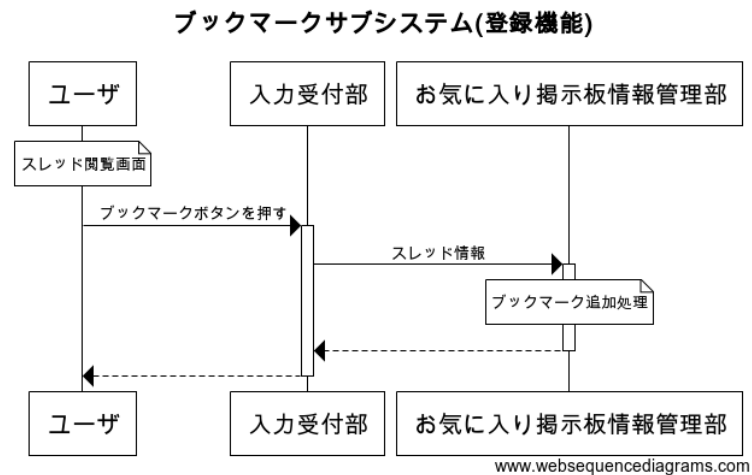 ブックマークサブシステム(登録機能)
ユーザ
入力受付部
お気に入り掲示板情報管理部
スレッド閲覧画面
ブックマークボタンを押す
スレッド情報
ブックマーク追加処理
ユーザ
入力受付部
お気に入り掲示板情報管理部
www.websequencediagrams.com